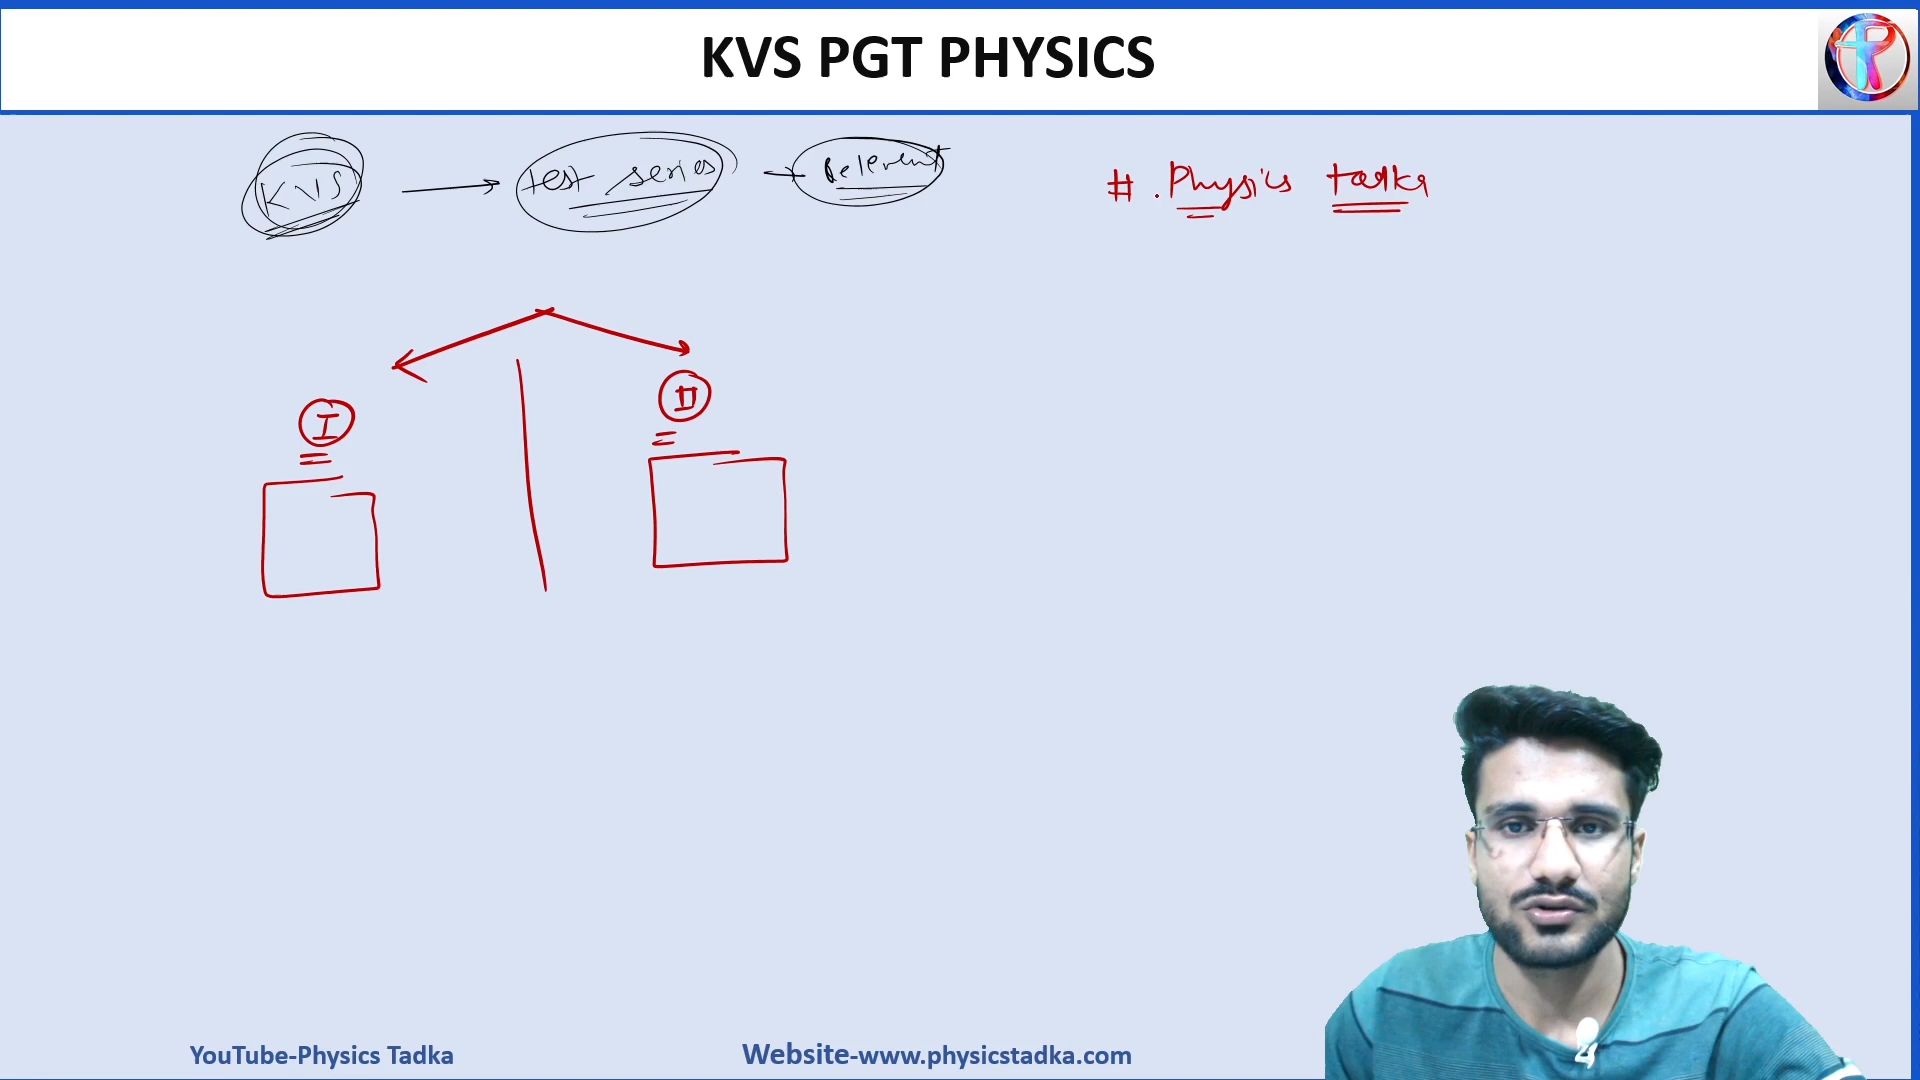 KVS PGT PHYSICS
KVS → test series → Relevent
# . Physics tadka
I
II
YouTube-Physics Tadka
Website-www.physicstadka.com